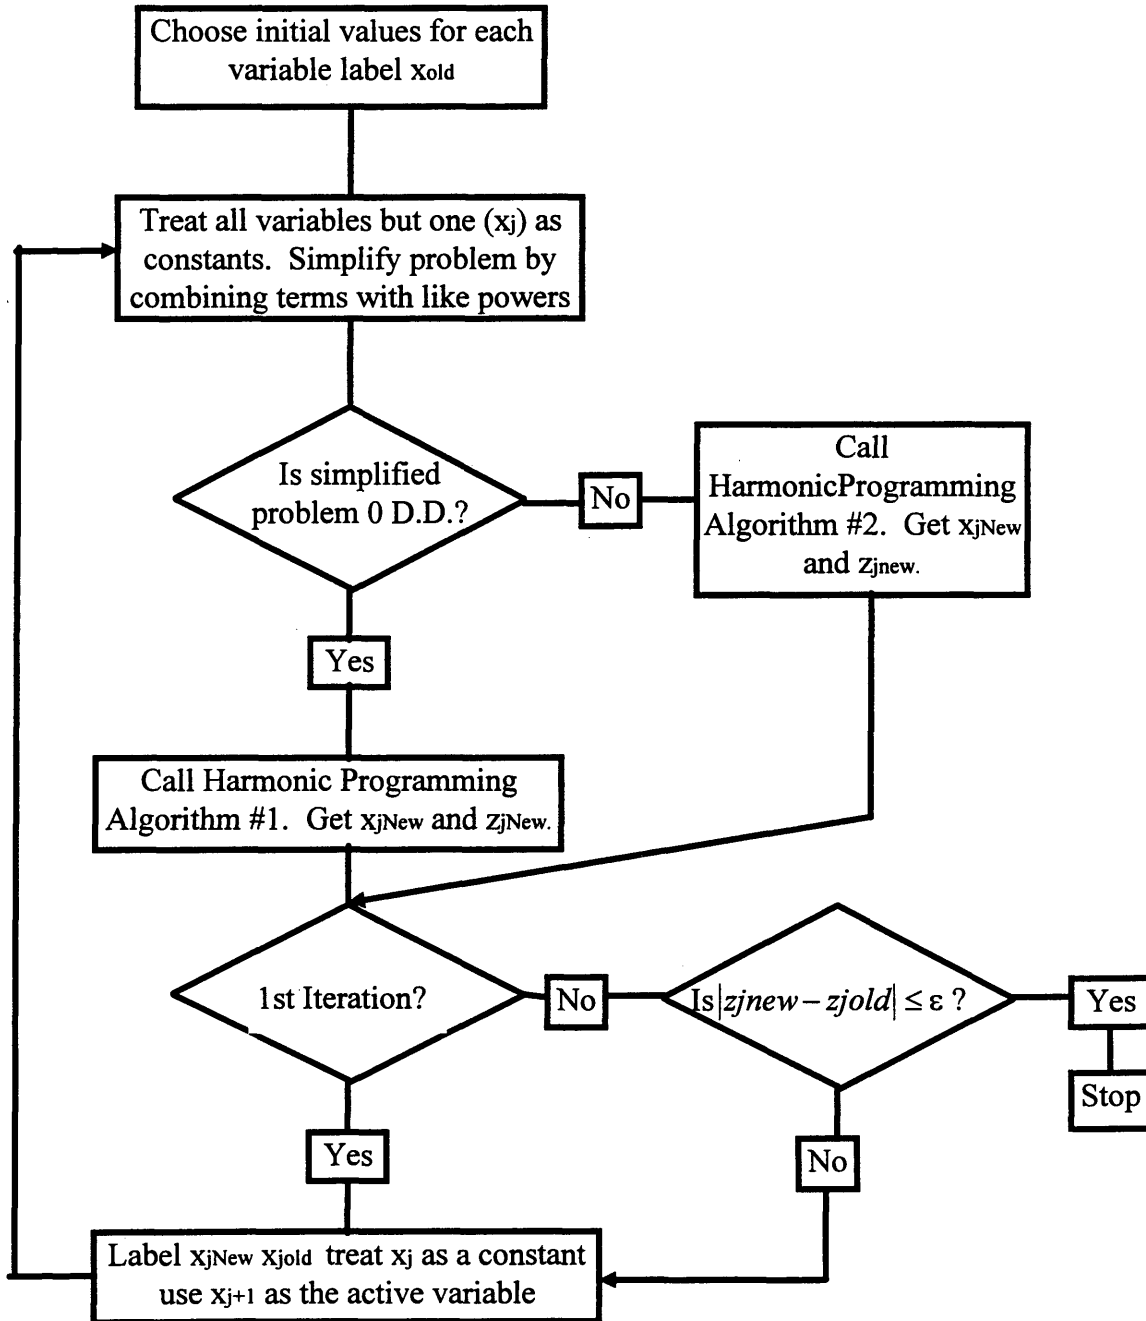 Choose initial values for each
variable label xold
Treat all variables but one (xj) as
constants. Simplify problem by
combining terms with like powers
Is simplified
problem 0 D.D.?
No
Call
HarmonicProgramming
Algorithm #2. Get xjNew
and zjnew.
Yes
Call Harmonic Programming
Algorithm #1. Get xjNew and zjNew.
1st Iteration?
No
Is|zjnew − zjold| ≤ ε ?
Yes
Stop
Yes
No
Label xjNew xjold treat xj as a constant
use xj+1 as the active variable